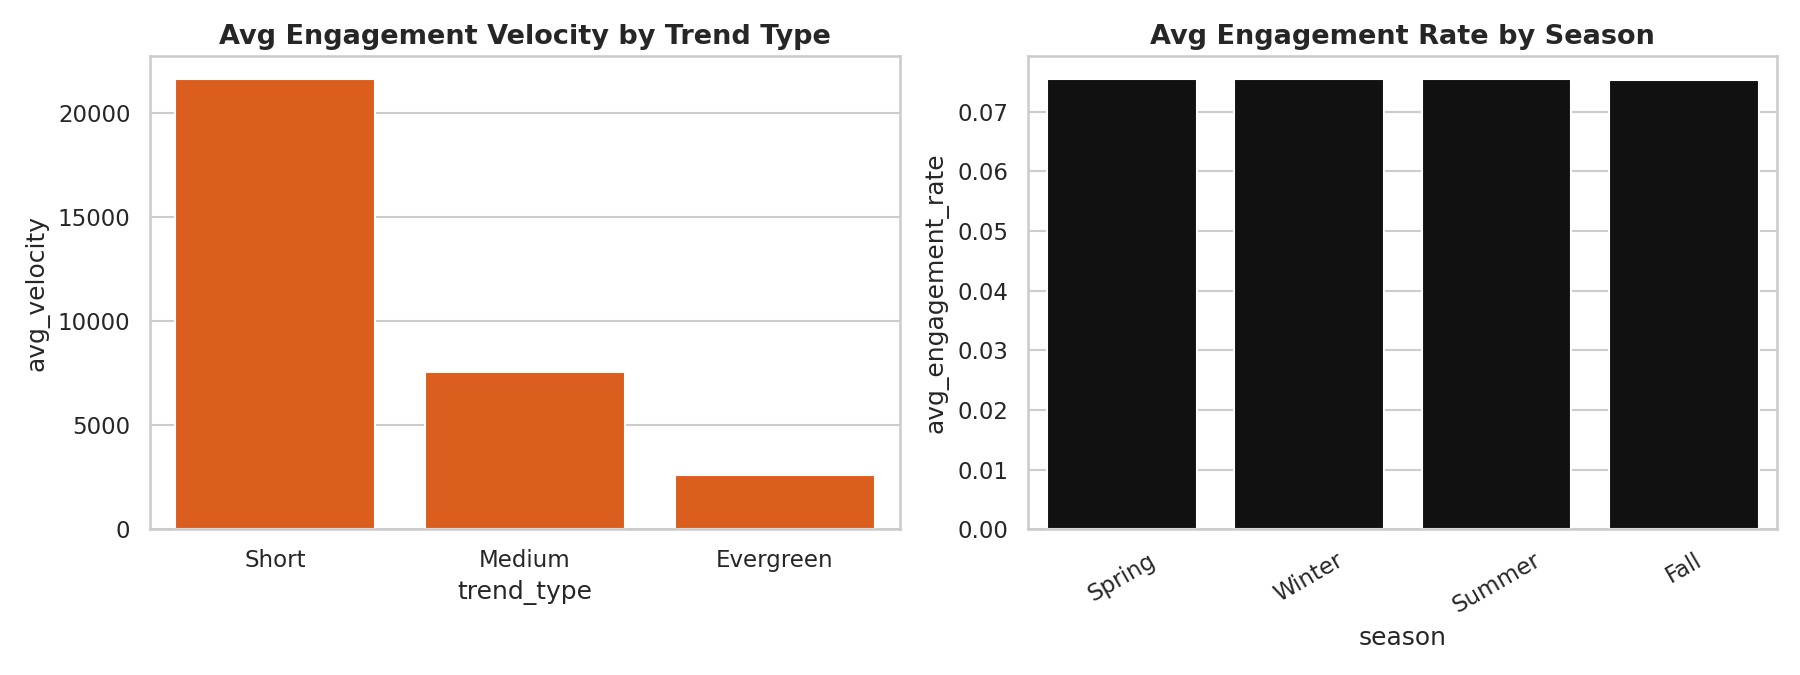 Avg Engagement Velocity by Trend Type
avg_velocity
20000
15000
10000
5000
0
Short
Medium
Evergreen
trend_type
Avg Engagement Rate by Season
avg_engagement_rate
0.07
0.06
0.05
0.04
0.03
0.02
0.01
0.00
Spring
Winter
Summer
Fall
season